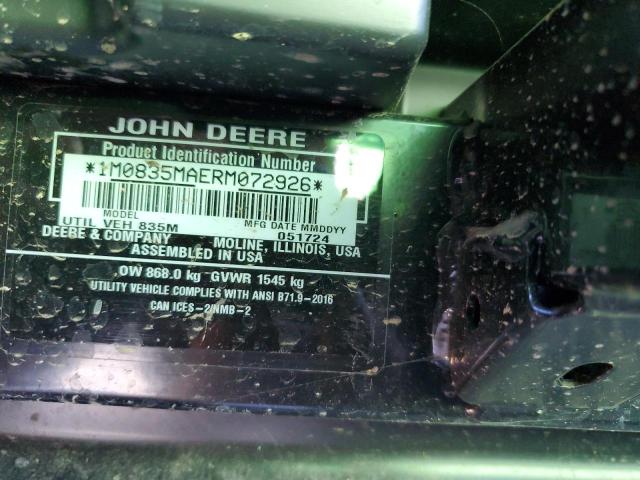 JOHN DEERE
Product Identification Number
*1M0835MAERM072926*
MODEL
UTIL VEH 835M
MFG DATE MMDDYY
051724
DEERE & COMPANY
MOLINE, ILLINOIS, USA
ASSEMBLED IN USA
OW 868.0 kg GVWR 1545 kg
UTILITY VEHICLE COMPLIES WITH ANSI B71.9-2016
CAN ICES-2/NMB-2